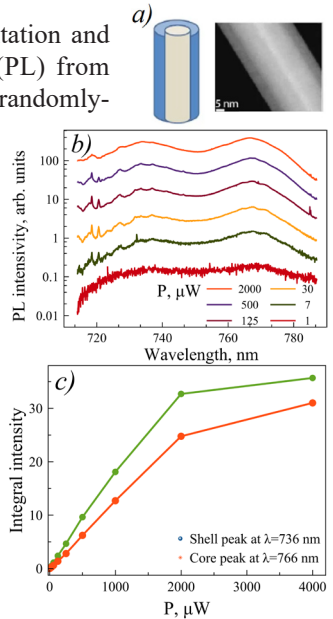 tation and
(PL) from
randomly-
a)
5 nm
b)
PL intensivity, arb. units
100
10
1
0.1
0.01
P, μW
2000
500
125
30
7
1
720
740
760
780
Wavelength, nm
c)
Integral intensity
30
20
10
0
Shell peak at λ=736 nm
Core peak at λ=766 nm
0
1000
2000
3000
4000
P, μW